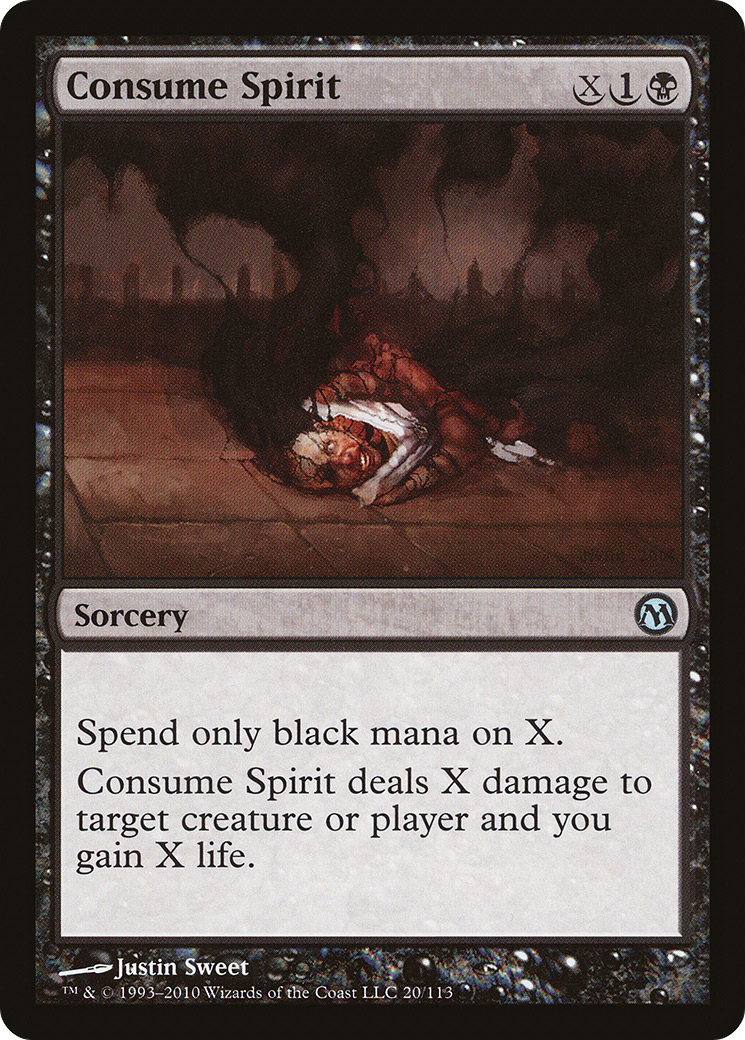 Consume Spirit X1
Sorcery
Spend only black mana on X.
Consume Spirit deals X damage to
target creature or player and you
gain X life.
Justin Sweet
™ & © 1993–2010 Wizards of the Coast LLC 20/113